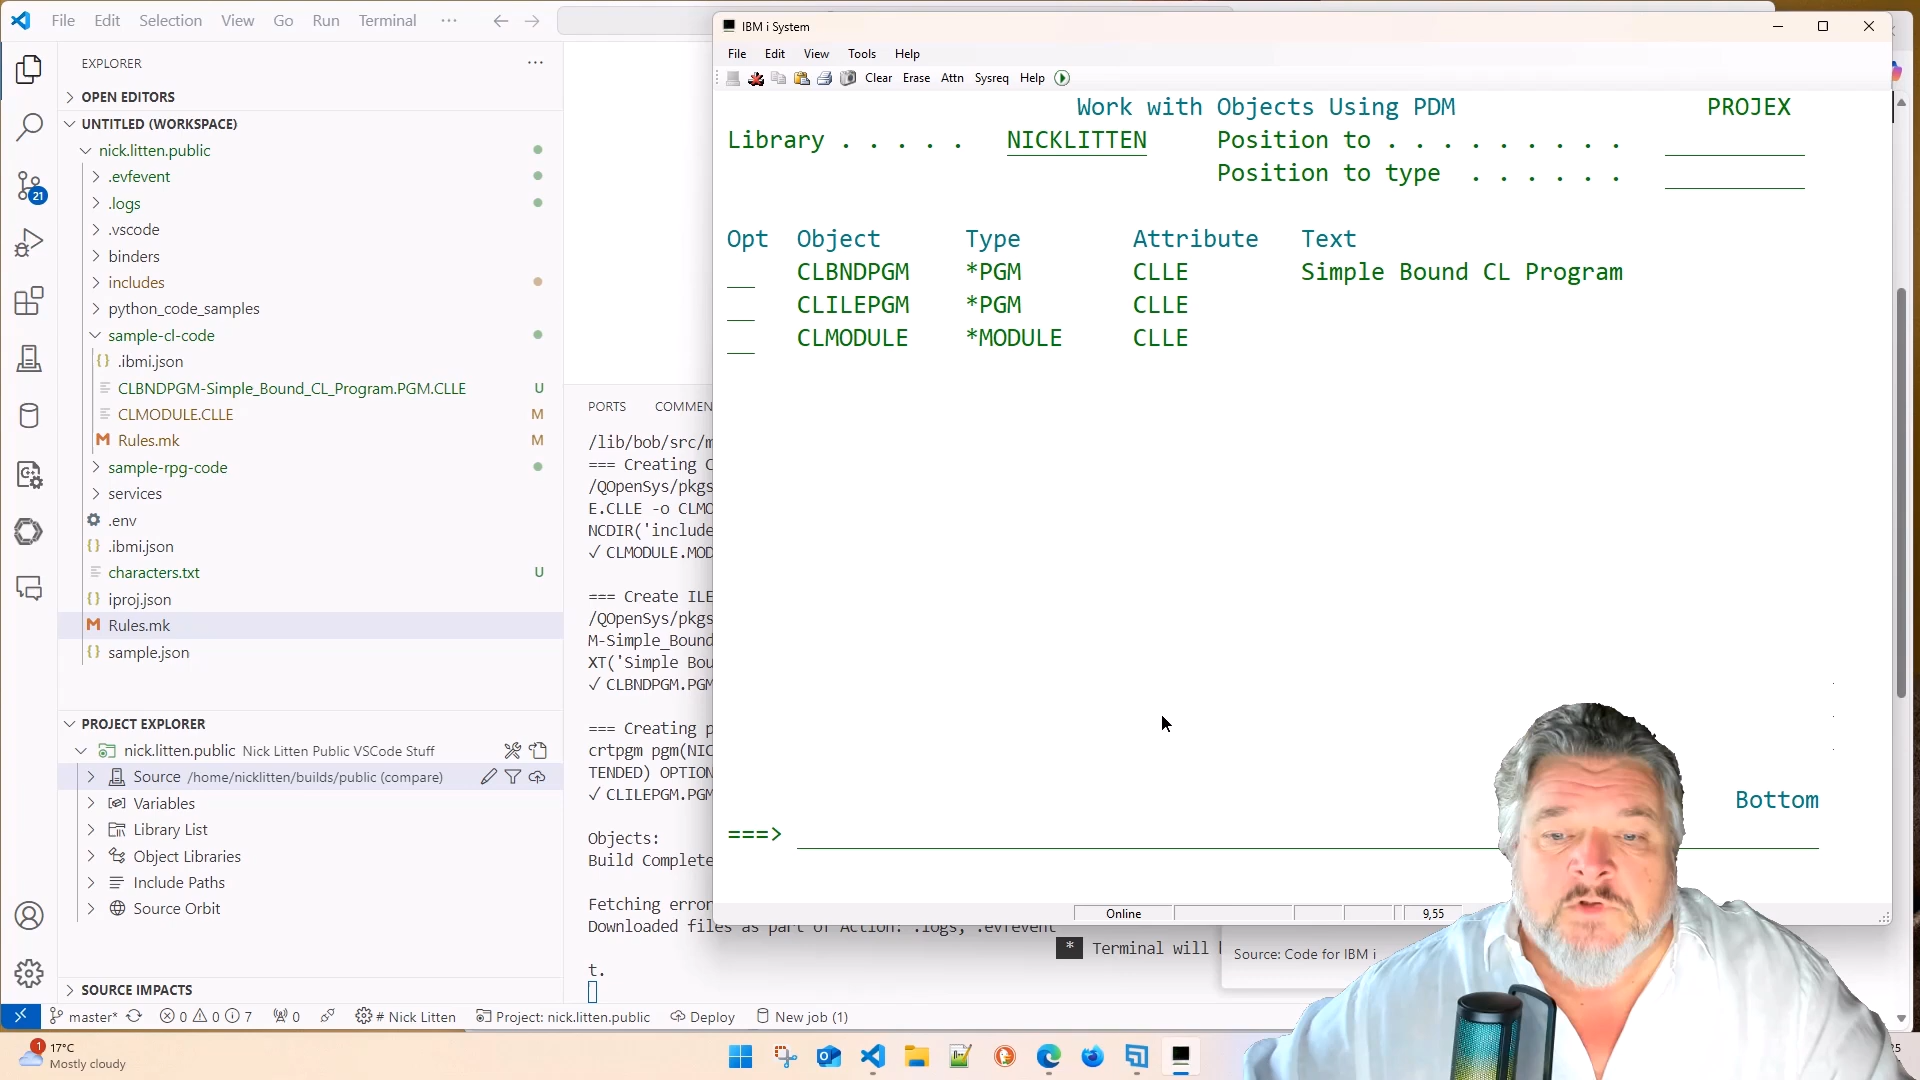 File Edit Selection View Go Run Terminal ···
EXPLORER ···
OPEN EDITORS
UNTITLED (WORKSPACE)
nick.litten.public
.evfevent
.logs
.vscode
binders
includes
python_code_samples
sample-cl-code
.ibmi.json
CLBNDPGM-Simple_Bound_CL_Program.PGM.CLLE U
CLMODULE.CLLE M
Rules.mk M
sample-rpg-code
services
.env
.ibmi.json
characters.txt U
iproj.json
Rules.mk
sample.json
21
PROJECT EXPLORER
nick.litten.public Nick Litten Public VSCode Stuff
Source /home/nicklitten/builds/public (compare)
Variables
Library List
Object Libraries
Include Paths
Source Orbit
SOURCE IMPACTS
PORTS COMMEN
/lib/bob/src/m
=== Creating C
/QOpenSys/pkgs
E.CLLE -o CLMO
NCDIR('include
✓ CLMODULE.MOD
=== Create ILE
/QOpenSys/pkgs
M-Simple_Bound
XT('Simple Bou
✓ CLBNDPGM.PGM
=== Creating p
crtpgm pgm(NIC
TENDED) OPTION
✓ CLILEPGM.PGM
Objects:
Build Complete
Fetching error
Downloaded files as part of Action: .logs, .evfevent
* Terminal will
t.
Source: Code for IBM i
IBM i System
File Edit View Tools Help
Clear Erase Attn Sysreq Help
Work with Objects Using PDM PROJEX
Library . . . . . NICKLITTEN Position to . . . . . . . . .
Position to type . . . . . .
Opt Object Type Attribute Text
CLBNDPGM *PGM CLLE Simple Bound CL Program
CLILEPGM *PGM CLLE
CLMODULE *MODULE CLLE
Bottom
===>
Online 9,55
master* 0 0 7 0 # Nick Litten Project: nick.litten.public Deploy New job (1)
1 17°C
Mostly cloudy